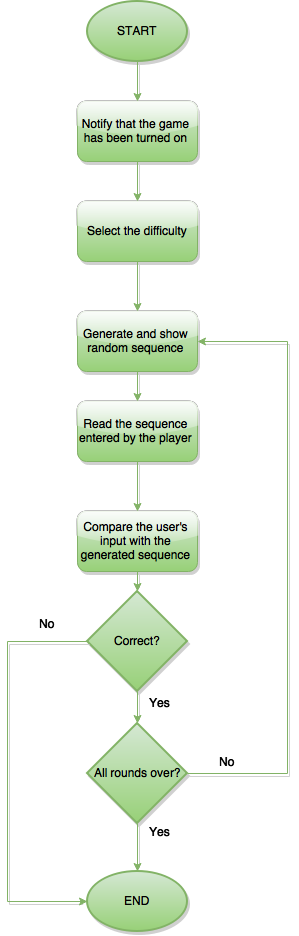 START
Notify that the game
has been turned on
Select the difficulty
Generate and show
random sequence
Read the sequence
entered by the player
Compare the user's
input with the
generated sequence
No
Correct?
Yes
All rounds over?
No
Yes
END